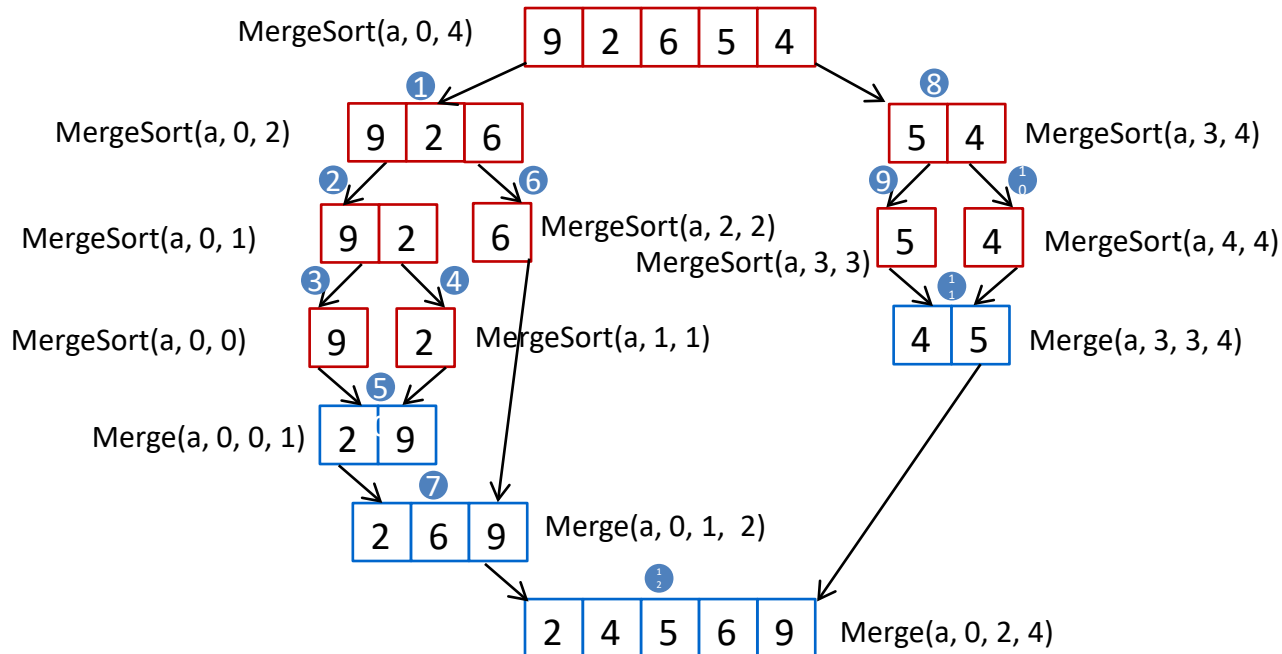 MergeSort(a, 0, 4)
9 2 6 5 4
1
8
MergeSort(a, 0, 2)
9 2 6
5 4
MergeSort(a, 3, 4)
2
6
9
10
MergeSort(a, 0, 1)
9 2
6
MergeSort(a, 2, 2)
MergeSort(a, 3, 3)
5
4
MergeSort(a, 4, 4)
3
4
11
MergeSort(a, 0, 0)
9
2
MergeSort(a, 1, 1)
4 5
Merge(a, 3, 3, 4)
5
Merge(a, 0, 0, 1)
2 9
7
2 6 9
Merge(a, 0, 1, 2)
12
2 4 5 6 9
Merge(a, 0, 2, 4)